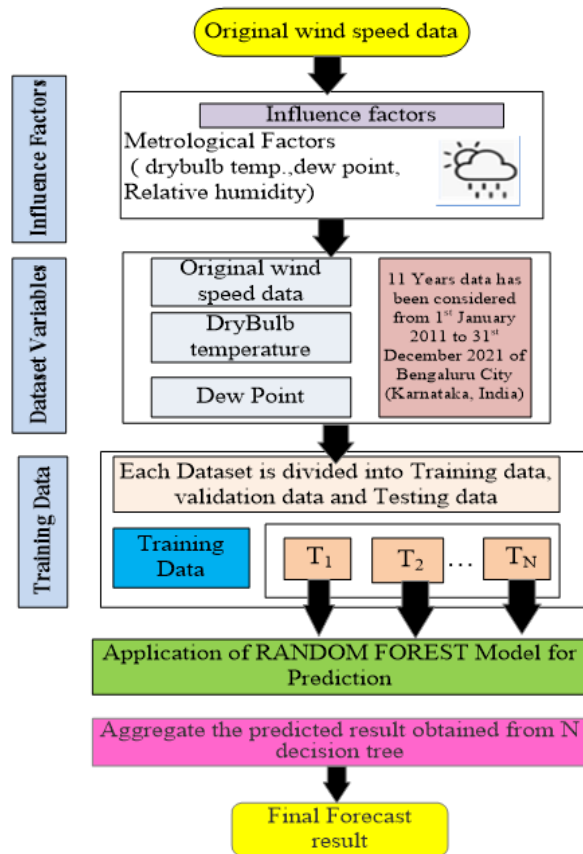 Original wind speed data
Influence Factors
Influence factors
Metrological Factors
( drybulb temp.,dew point,
Relative humidity)
Dataset Variables
Original wind
speed data
DryBulb
temperature
Dew Point
11 Years data has
been considered
from 1st January
2011 to 31st
December 2021 of
Bengaluru City
(Karnataka, India)
Training Data
Each Dataset is divided into Training data,
validation data and Testing data
Training
Data
T1 T2 ... TN
Application of RANDOM FOREST Model for
Prediction
Aggregate the predicted result obtained from N
decision tree
Final Forecast
result